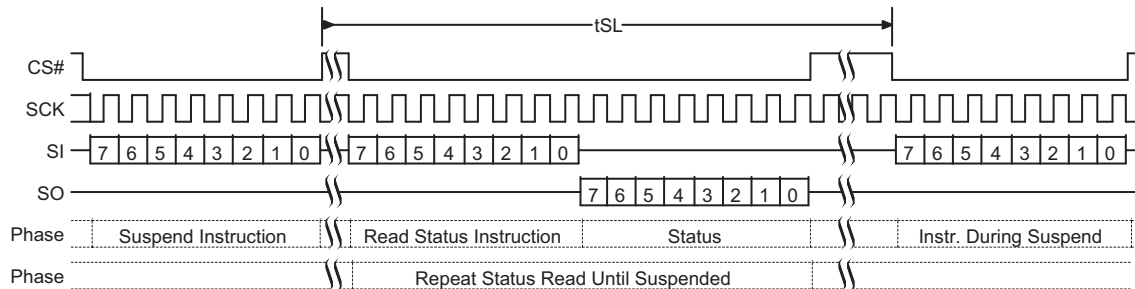 tSL
CS#
SCK
SI 7 6 5 4 3 2 1 0 7 6 5 4 3 2 1 0 7 6 5 4 3 2 1 0
SO 7 6 5 4 3 2 1 0
Phase Suspend Instruction Read Status Instruction Status Instr. During Suspend
Phase Repeat Status Read Until Suspended